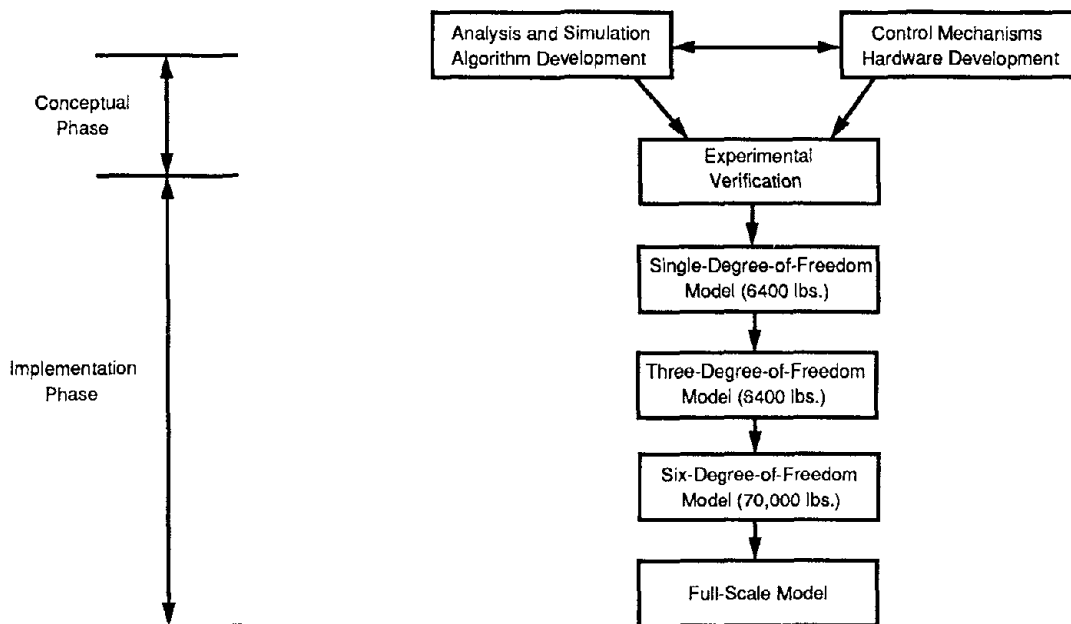 Analysis and Simulation
Algorithm Development
Control Mechanisms
Hardware Development
Conceptual
Phase
Experimental
Verification
Single-Degree-of-Freedom
Model (6400 lbs.)
Implementation
Phase
Three-Degree-of-Freedom
Model (6400 lbs.)
Six-Degree-of-Freedom
Model (70,000 lbs.)
Full-Scale Model